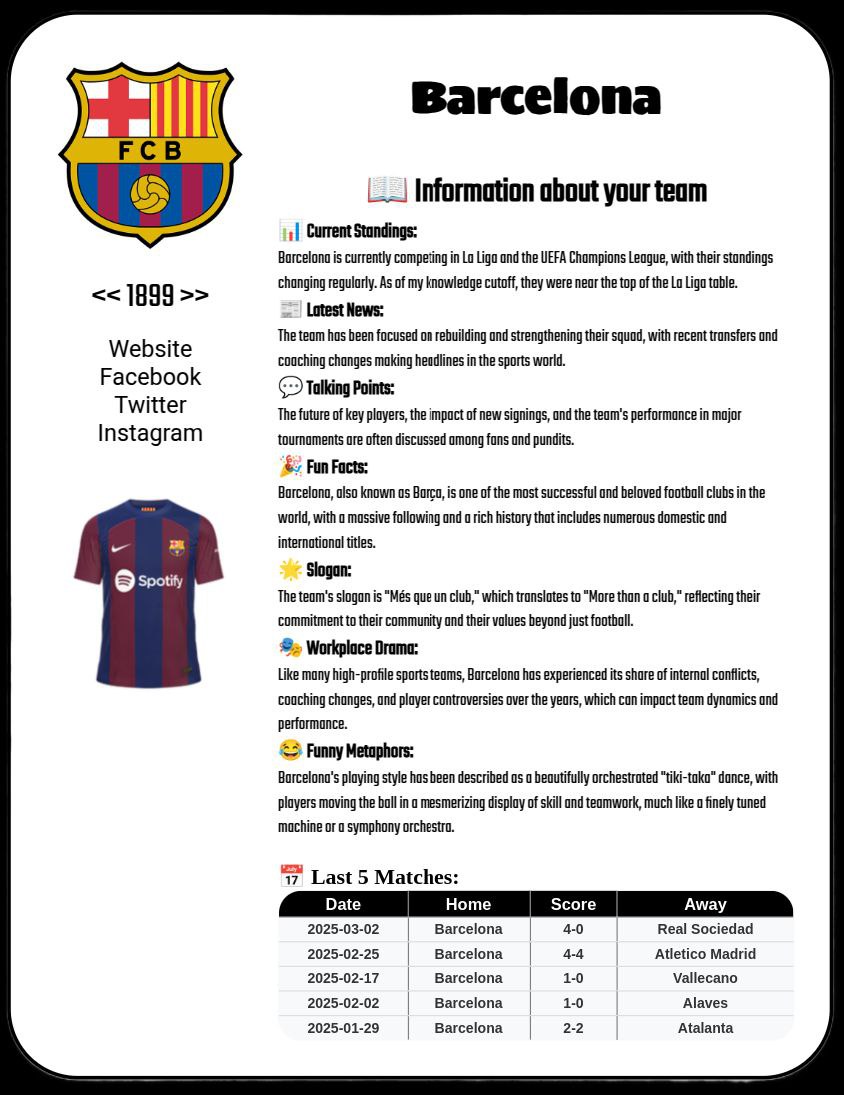 FCB
<< 1899 >>
Website
Facebook
Twitter
Instagram
Spotify
Barcelona
📖 Information about your team
📊 Current Standings:
Barcelona is currently competing in La Liga and the UEFA Champions League, with their standings
changing regularly. As of my knowledge cutoff, they were near the top of the La Liga table.
📰 Latest News:
The team has been focused on rebuilding and strengthening their squad, with recent transfers and
coaching changes making headlines in the sports world.
💬 Talking Points:
The future of key players, the impact of new signings, and the team's performance in major
tournaments are often discussed among fans and pundits.
🎉 Fun Facts:
Barcelona, also known as Barça, is one of the most successful and beloved football clubs in the
world, with a massive following and a rich history that includes numerous domestic and
international titles.
🌟 Slogan:
The team's slogan is "Més que un club," which translates to "More than a club," reflecting their
commitment to their community and their values beyond just football.
🎭 Workplace Drama:
Like many high-profile sports teams, Barcelona has experienced its share of internal conflicts,
coaching changes, and player controversies over the years, which can impact team dynamics and
performance.
😂 Funny Metaphors:
Barcelona's playing style has been described as a beautifully orchestrated "tiki-taka" dance, with
players moving the ball in a mesmerizing display of skill and teamwork, much like a finely tuned
machine or a symphony orchestra.
📅 Last 5 Matches:
Date Home Score Away
2025-03-02 Barcelona 4-0 Real Sociedad
2025-02-25 Barcelona 4-4 Atletico Madrid
2025-02-17 Barcelona 1-0 Vallecano
2025-02-02 Barcelona 1-0 Alaves
2025-01-29 Barcelona 2-2 Atalanta